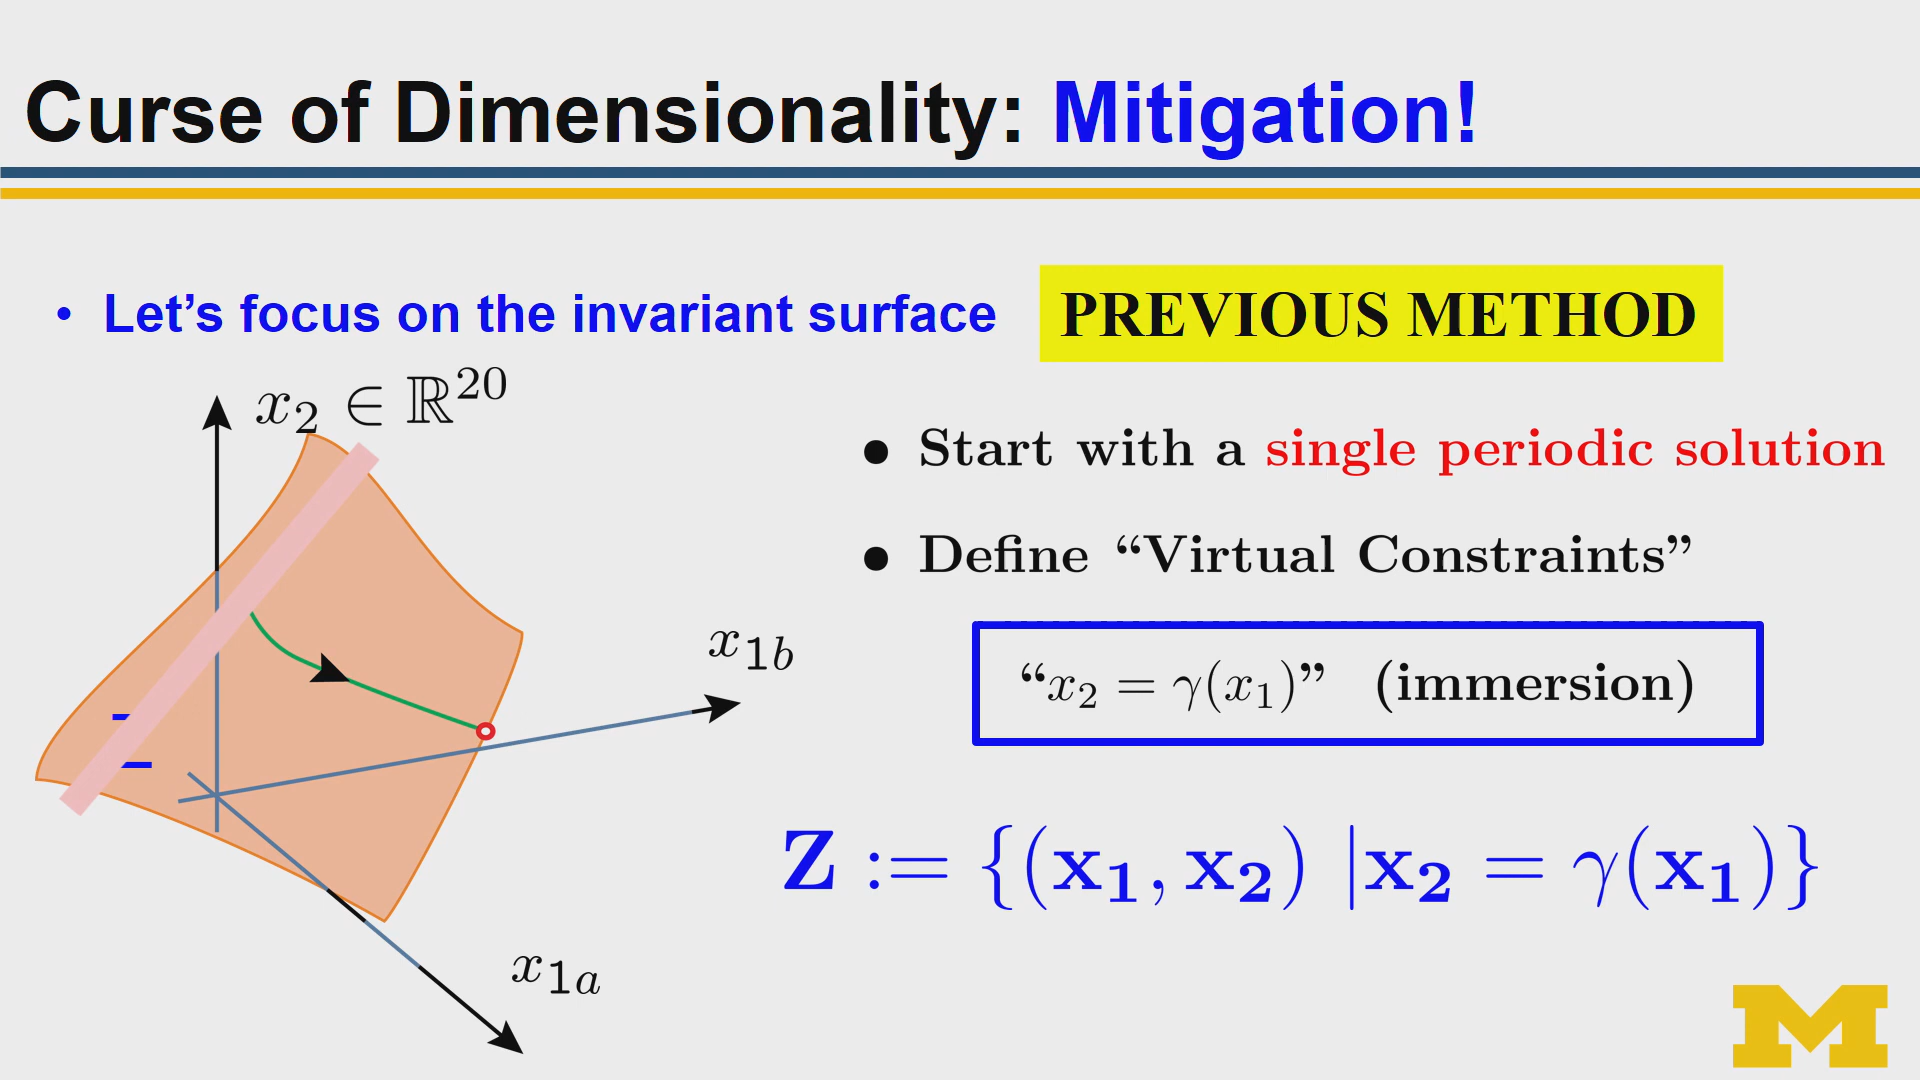 Curse of Dimensionality: Mitigation!
• Let’s focus on the invariant surface
PREVIOUS METHOD
x₂ ∈ ℝ²⁰
• Start with a single periodic solution
• Define “Virtual Constraints”
x₁b
“x₂ = γ(x₁)” (immersion)
Z := {(x₁, x₂) |x₂ = γ(x₁)}
x₁a
M